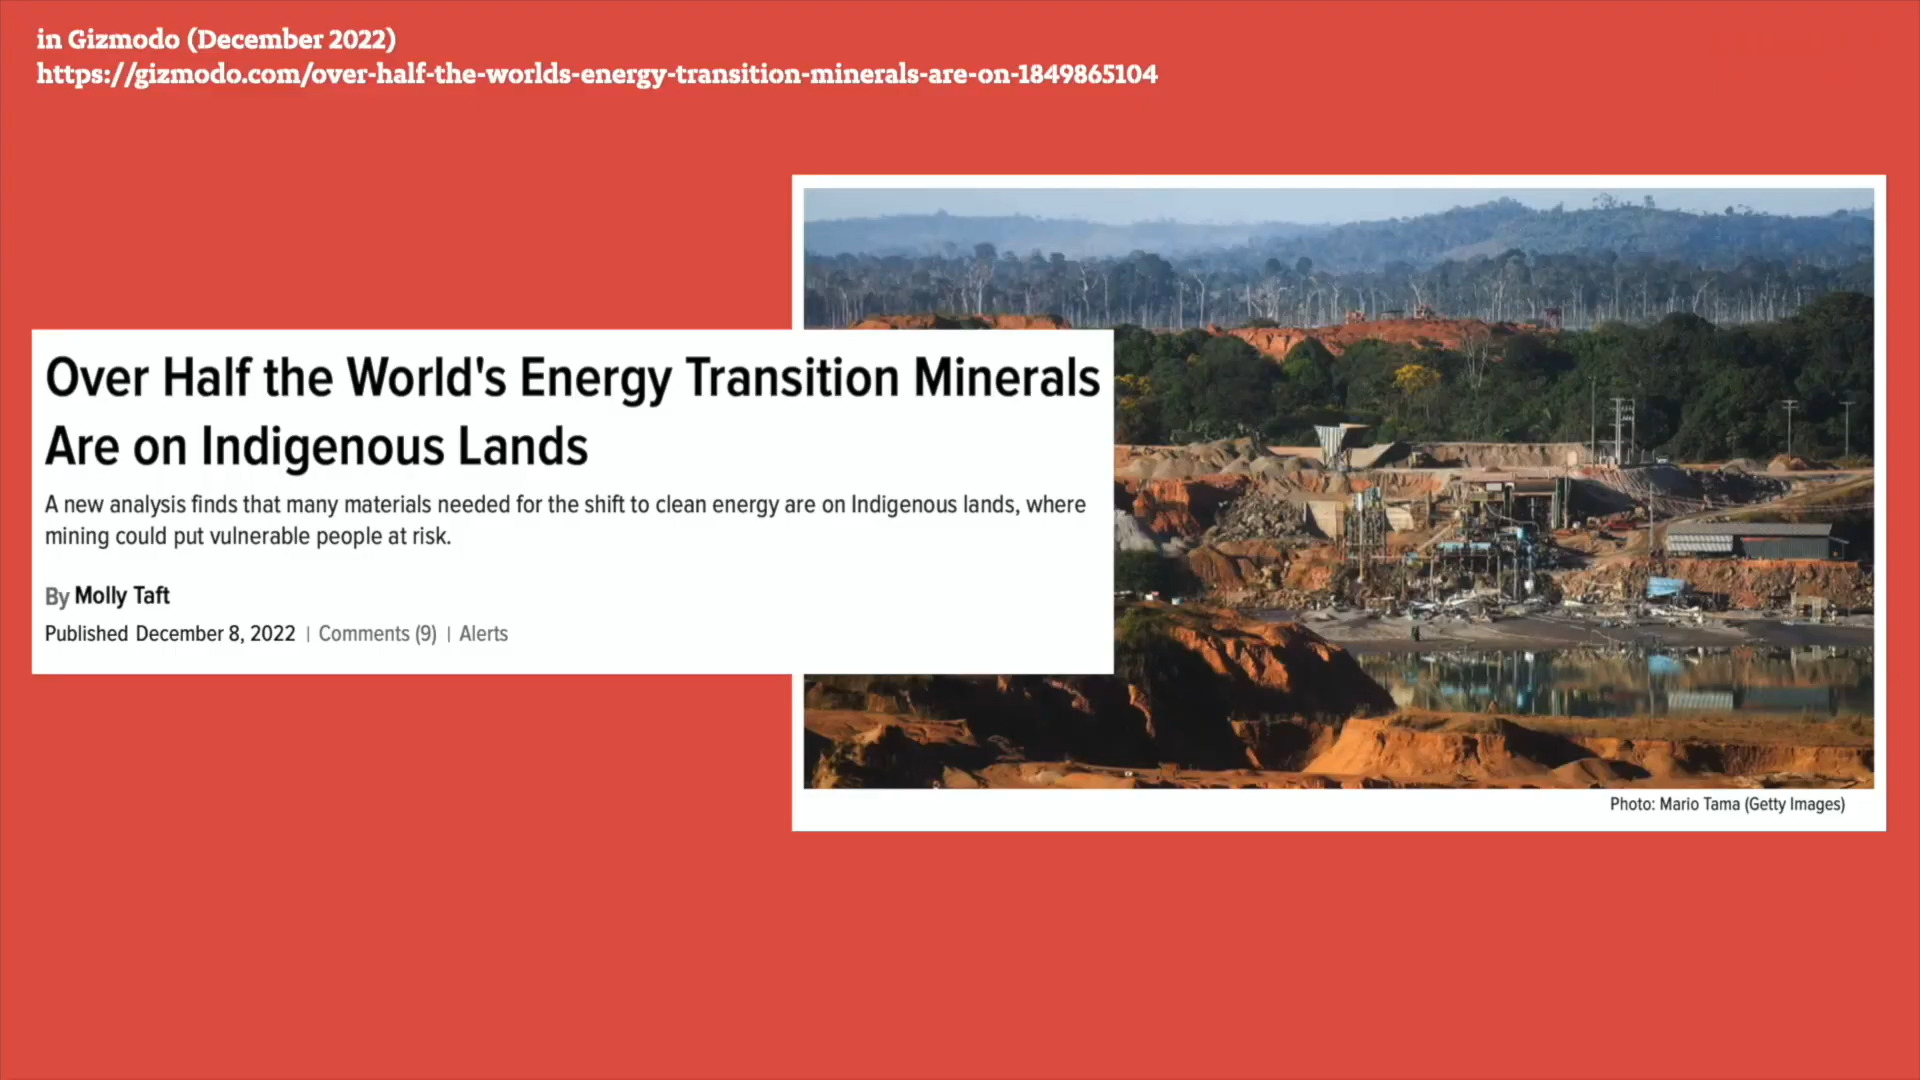 in Gizmodo (December 2022)
https://gizmodo.com/over-half-the-worlds-energy-transition-minerals-are-on-1849865104
Over Half the World's Energy Transition Minerals
Are on Indigenous Lands
A new analysis finds that many materials needed for the shift to clean energy are on Indigenous lands, where
mining could put vulnerable people at risk.
By Molly Taft
Published December 8, 2022 | Comments (9) | Alerts
Photo: Mario Tama (Getty Images)